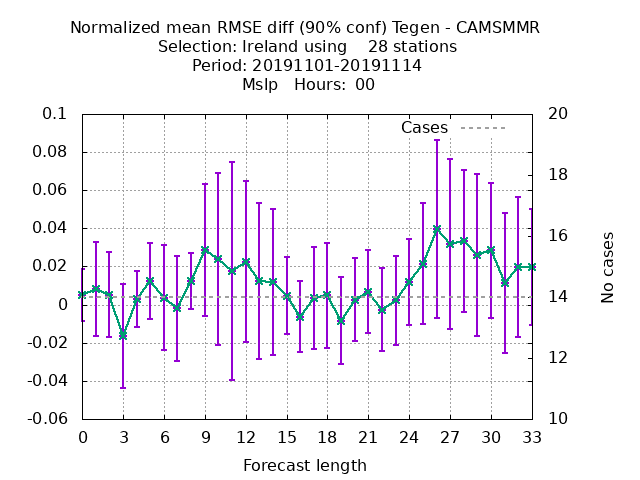 Normalized mean RMSE diff (90% conf) Tegen - CAMSMMR
Selection: Ireland using    28 stations
Period: 20191101-20191114
Mslp   Hours: 00
0.1
0.08
0.06
0.04
0.02
0
-0.02
-0.04
-0.06
Cases
20
18
16
14
12
10
No cases
0 3 6 9 12 15 18 21 24 27 30 33
Forecast length